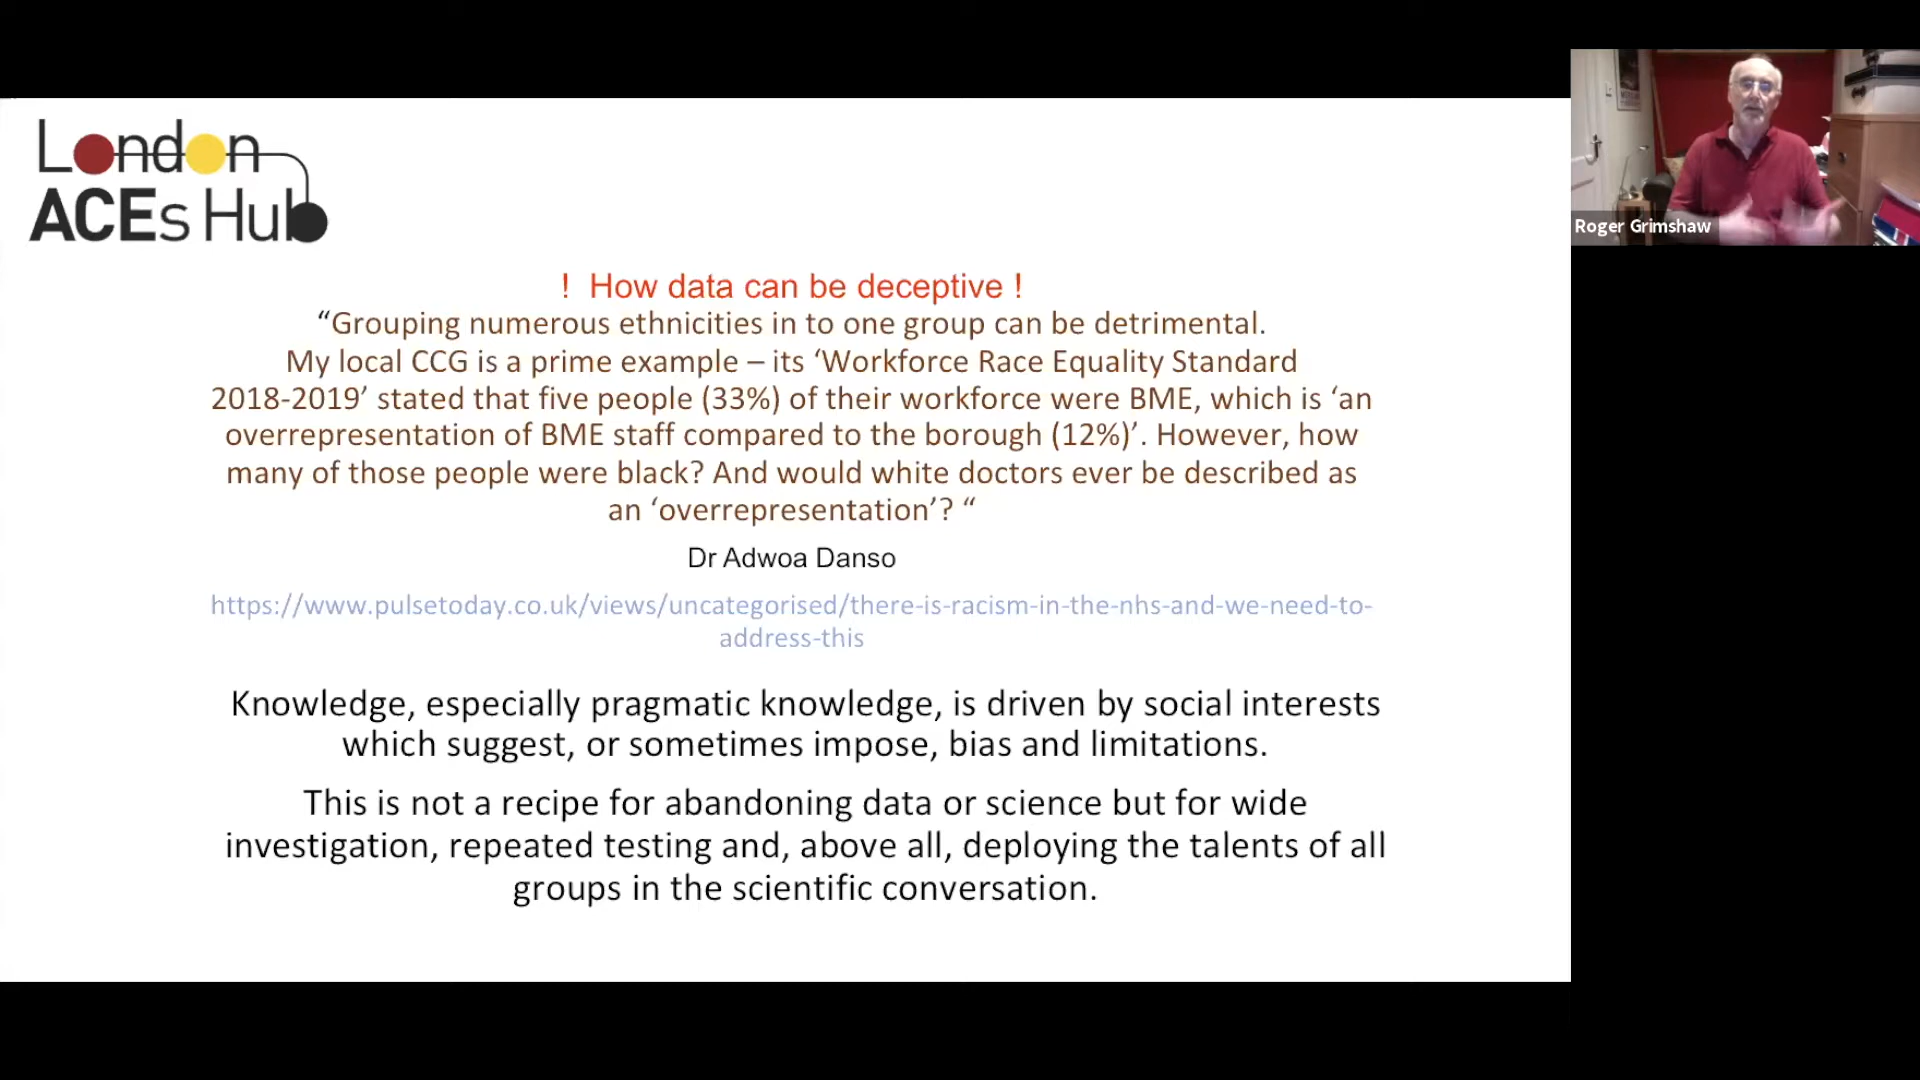 London
ACEs Hub
Roger Grimshaw
! How data can be deceptive !
“Grouping numerous ethnicities in to one group can be detrimental.
My local CCG is a prime example – its ‘Workforce Race Equality Standard
2018-2019’ stated that five people (33%) of their workforce were BME, which is ‘an
overrepresentation of BME staff compared to the borough (12%)’. However, how
many of those people were black? And would white doctors ever be described as
an ‘overrepresentation’? “
Dr Adwoa Danso
https://www.pulsetoday.co.uk/views/uncategorised/there-is-racism-in-the-nhs-and-we-need-to-
address-this
Knowledge, especially pragmatic knowledge, is driven by social interests
which suggest, or sometimes impose, bias and limitations.
This is not a recipe for abandoning data or science but for wide
investigation, repeated testing and, above all, deploying the talents of all
groups in the scientific conversation.